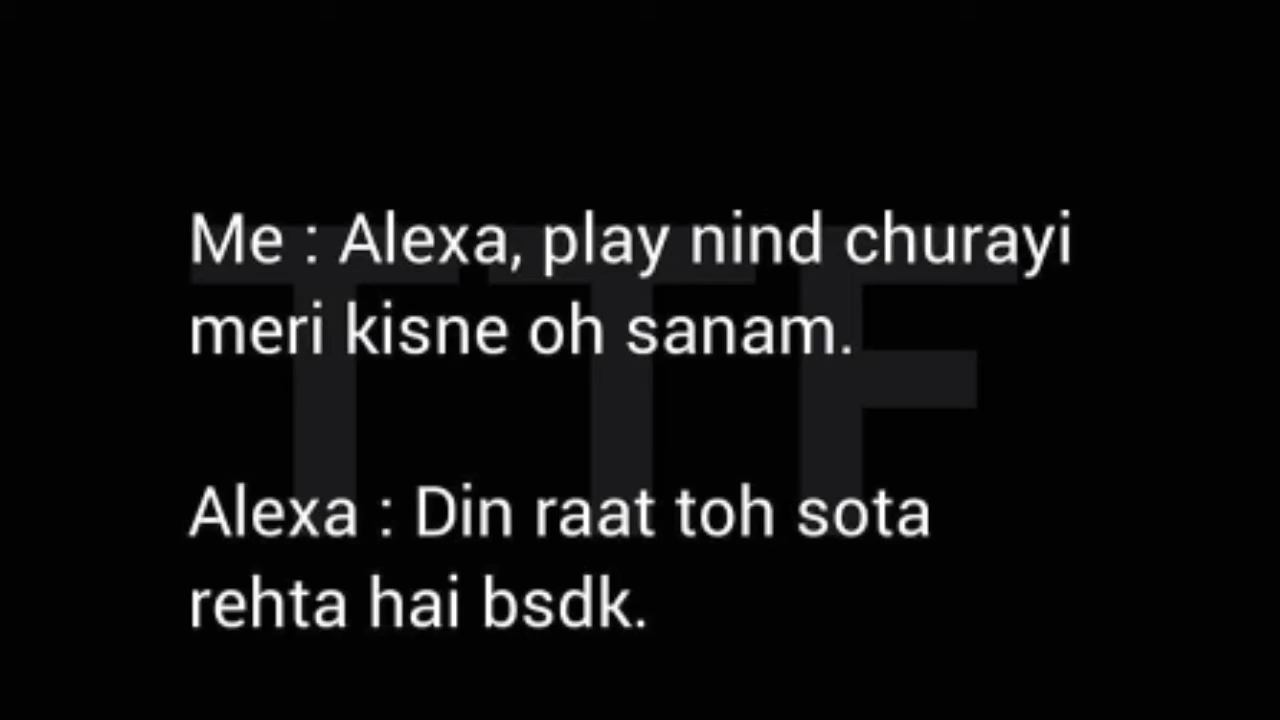 Me : Alexa, play nind churayi
meri kisne oh sanam.
TTF
Alexa : Din raat toh sota
rehta hai bsdk.